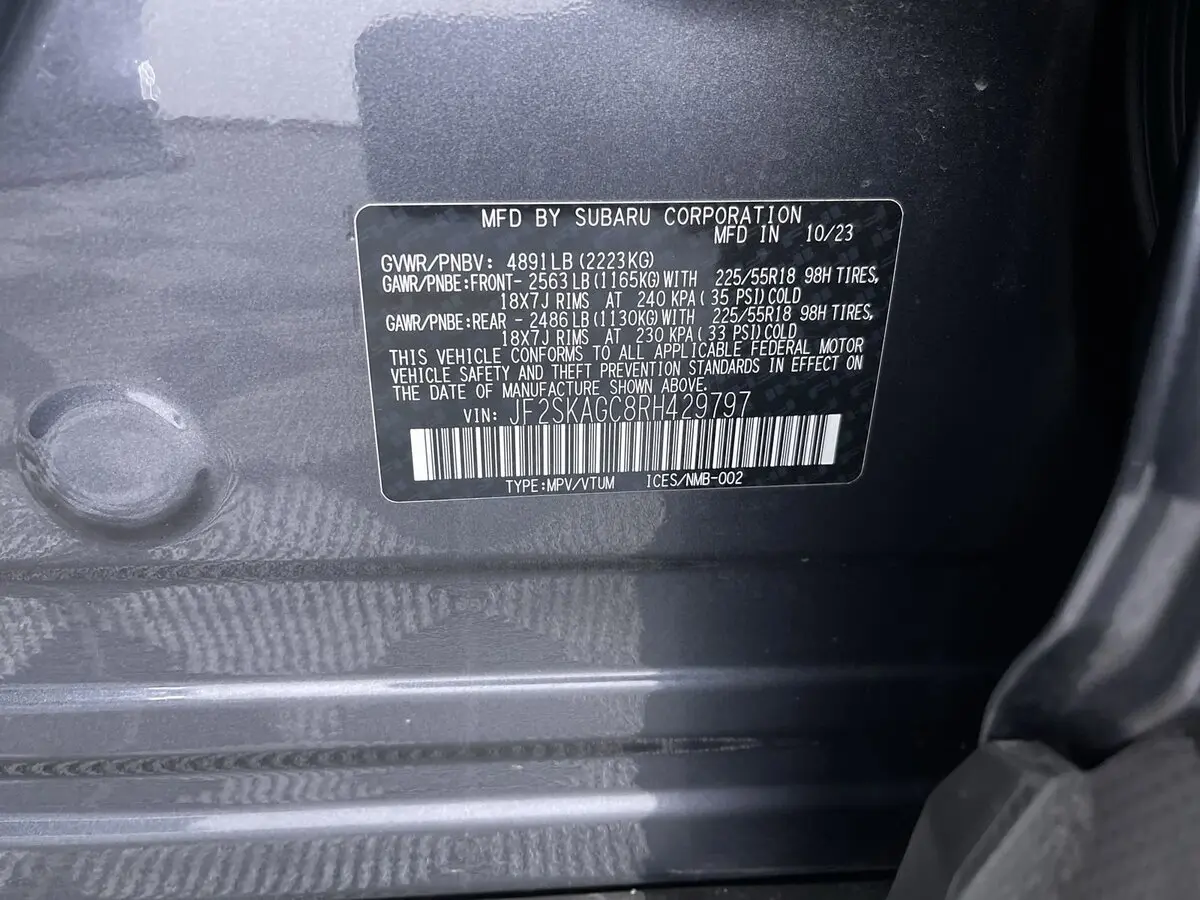 MFD BY SUBARU CORPORATION
MFD IN 10/23
GVWR/PNBV: 4891LB (2223KG)
GAWR/PNBE:FRONT- 2563LB (1165KG)WITH 225/55R18 98H TIRES,
18X7J RIMS AT 240 KPA( 35 PSI) COLD
GAWR/PNBE:REAR - 2486LB (1130KG)WITH 225/55R18 98H TIRES,
18X7J RIMS AT 230 KPA( 33 PSI) COLD
THIS VEHICLE CONFORMS TO ALL APPLICABLE FEDERAL MOTOR
VEHICLE SAFETY AND THEFT PREVENTION STANDARDS IN EFFECT ON
THE DATE OF MANUFACTURE SHOWN ABOVE.
VIN: JF2SKAGC8RH429797
TYPE:MPV/VTUM ICES/NMB-002